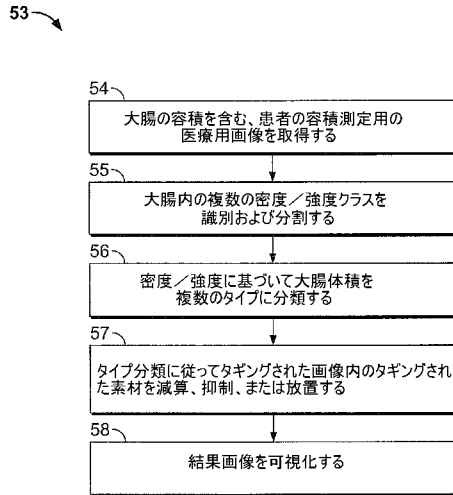 53
54
大腸の容積を含む、患者の容積測定用の
医療用画像を取得する
55
大腸内の複数の密度／強度クラスを
識別および分割する
56
密度／強度に基づいて大腸体積を
複数のタイプに分類する
57
タイプ分類に従ってタギングされた画像内のタギングされ
た素材を減算、抑制、または放置する
58
結果画像を可視化する